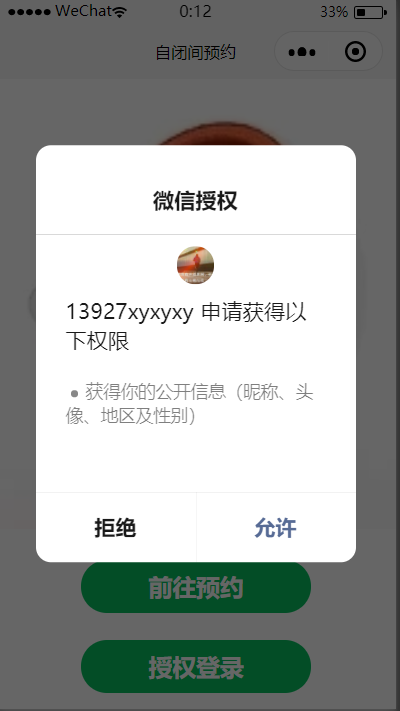 WeChat 0:12 33%
自闭间预约
微信授权
13927xyxyxy 申请获得以
下权限
获得你的公开信息（昵称、头
像、地区及性别）
拒绝 允许
前往预约
授权登录